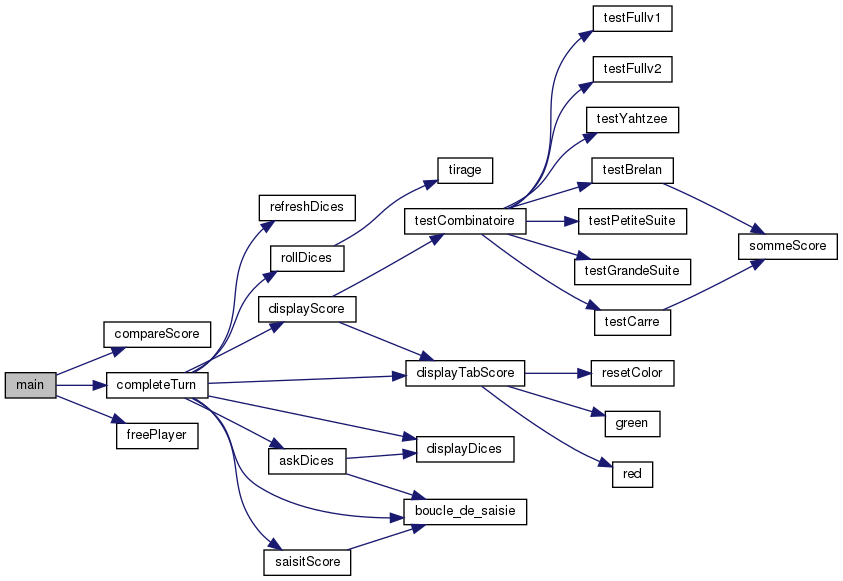 testFullv1
testFullv2
testYahtzee
tirage
testBrelan
refreshDices
testCombinatoire
testPetiteSuite
sommeScore
rollDices
testGrandeSuite
displayScore
testCarre
compareScore
main
completeTurn
displayTabScore
resetColor
green
freePlayer
displayDices
askDices
red
boucle_de_saisie
saisitScore